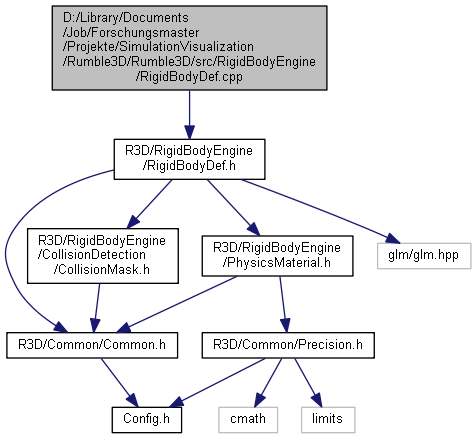 D:/Library/Documents
/Job/Forschungsmaster
/Projekte/SimulationVisualization
/Rumble3D/Rumble3D/src/RigidBodyEngine
/RigidBodyDef.cpp
R3D/RigidBodyEngine
/RigidBodyDef.h
R3D/RigidBodyEngine
/CollisionDetection
/CollisionMask.h
R3D/RigidBodyEngine
/PhysicsMaterial.h
glm/glm.hpp
R3D/Common/Common.h
R3D/Common/Precision.h
Config.h
cmath
limits